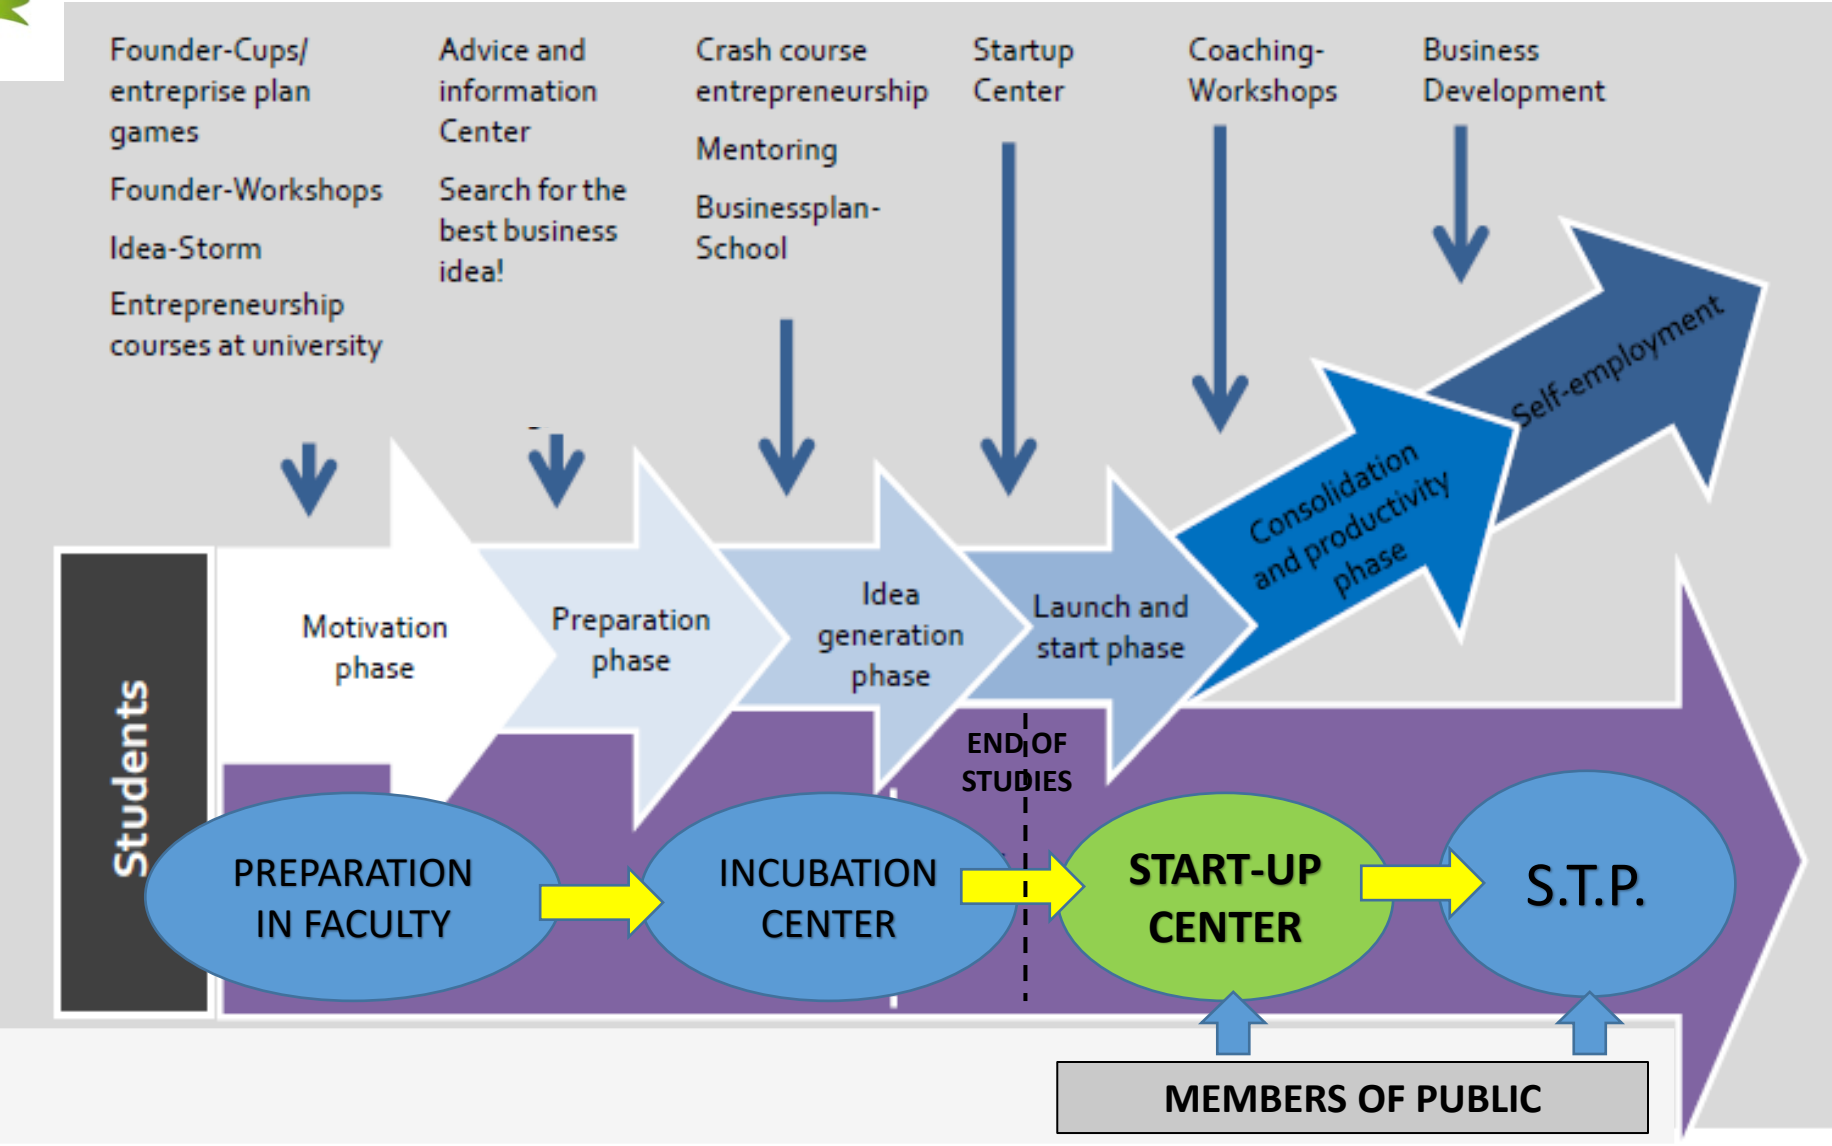 Founder-Cups/
entreprise plan
games
Founder-Workshops
Idea-Storm
Entrepreneurship
courses at university
Advice and
information
Center
Search for the
best business
idea!
Crash course
entrepreneurship
Mentoring
Businessplan-
School
Startup
Center
Coaching-
Workshops
Business
Development
Students
Motivation
phase
Preparation
phase
Idea
generation
phase
Launch and
start phase
Consolidation
and productivity
phase
Self-employment
END OF
STUDIES
PREPARATION
IN FACULTY
INCUBATION
CENTER
START-UP
CENTER
S.T.P.
MEMBERS OF PUBLIC